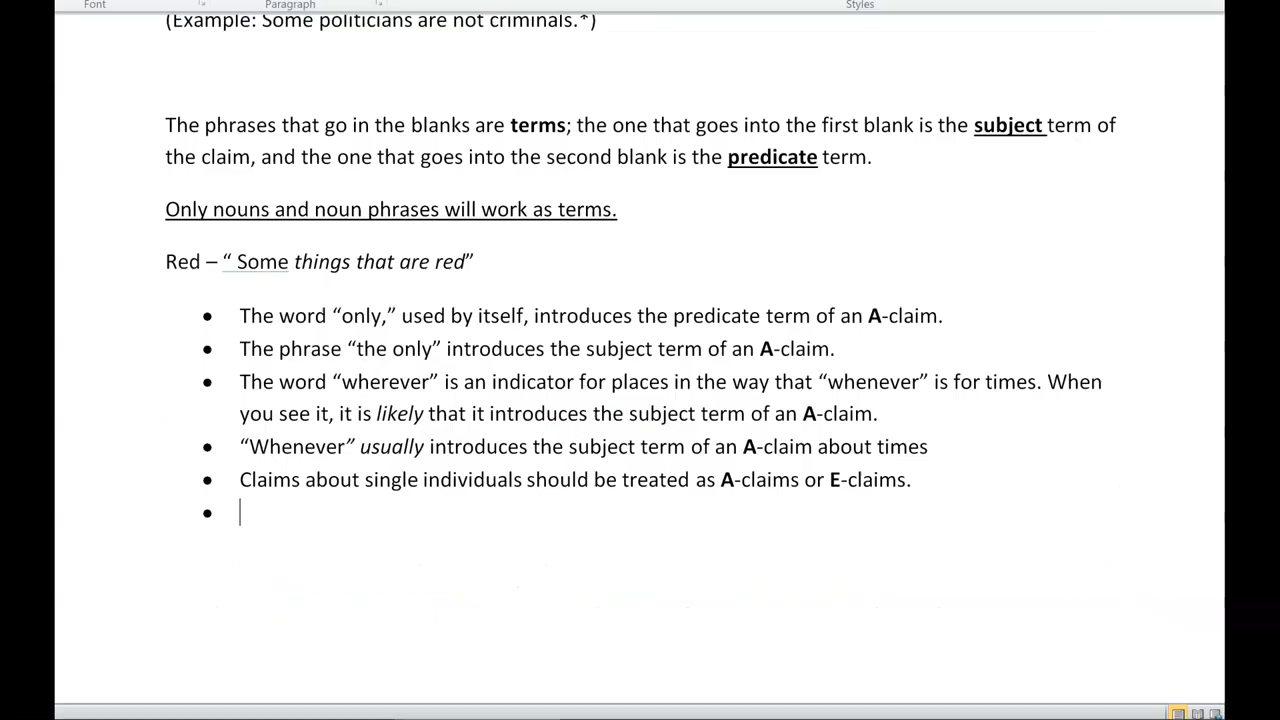 Font Paragraph Styles
(Example: Some politicians are not criminals.*)
The phrases that go in the blanks are terms; the one that goes into the first blank is the subject term of
the claim, and the one that goes into the second blank is the predicate term.
Only nouns and noun phrases will work as terms.
Red – “ Some things that are red”
• The word “only,” used by itself, introduces the predicate term of an A-claim.
• The phrase “the only” introduces the subject term of an A-claim.
• The word “wherever” is an indicator for places in the way that “whenever” is for times. When
you see it, it is likely that it introduces the subject term of an A-claim.
• “Whenever” usually introduces the subject term of an A-claim about times
• Claims about single individuals should be treated as A-claims or E-claims.
•